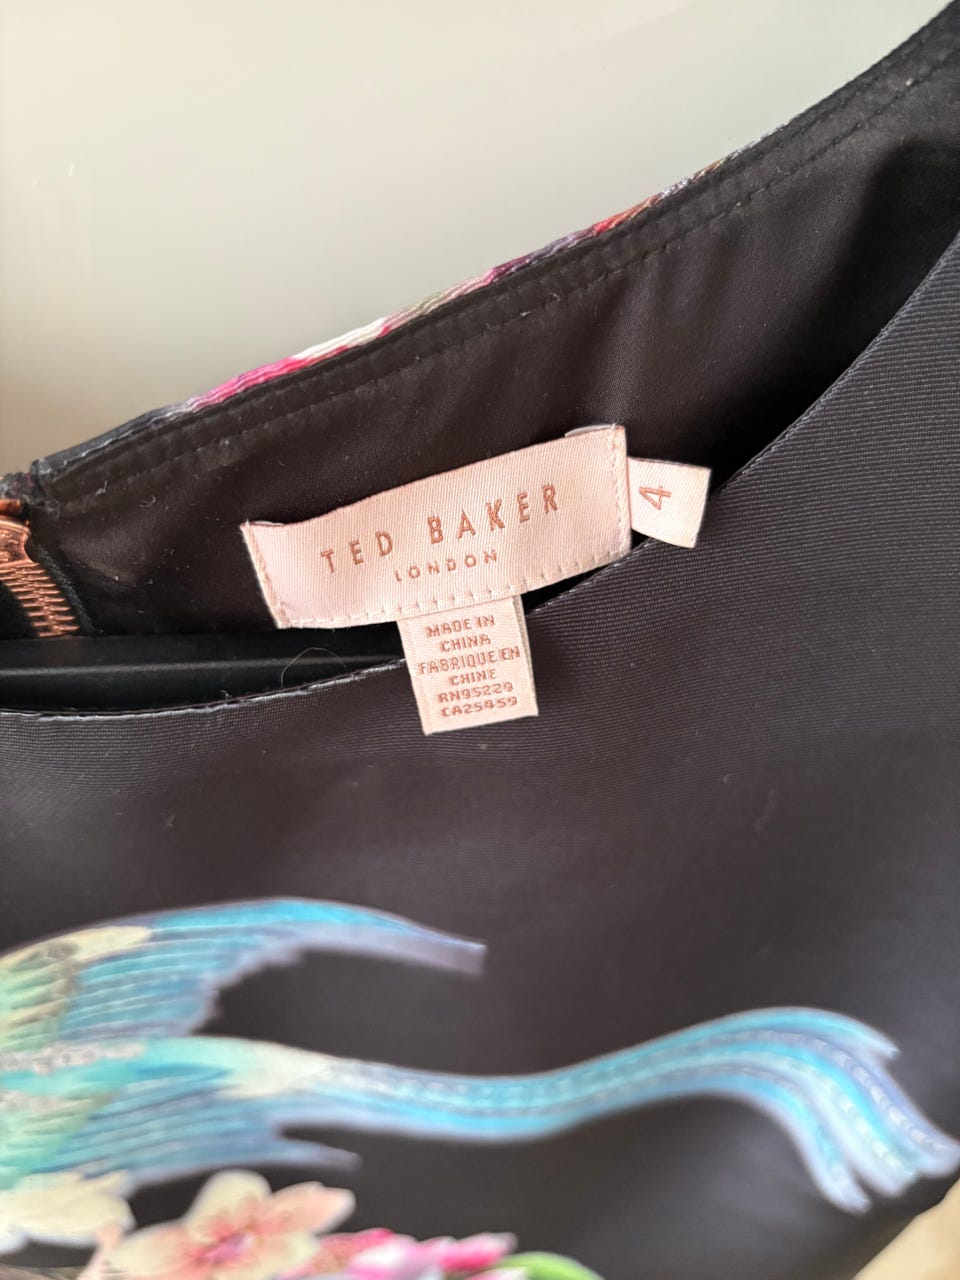 TED BAKER
LONDON
4
MADE IN
CHINA
FABRIQUE EN
CHINE
RN95229
CA25459